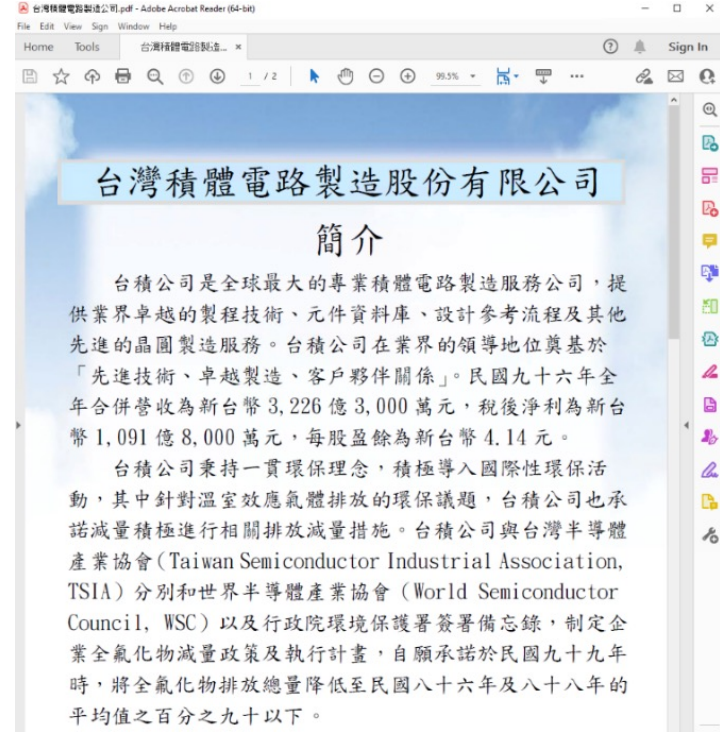 台灣積體電路製造公司.pdf - Adobe Acrobat Reader (64-bit)
File Edit View Sign Window Help
Home Tools 台灣積體電路製造... × Sign In
1 / 2 99.5%
台灣積體電路製造股份有限公司
簡介
台積公司是全球最大的專業積體電路製造服務公司，提
供業界卓越的製程技術、元件資料庫、設計參考流程及其他
先進的晶圓製造服務。台積公司在業界的領導地位奠基於
「先進技術、卓越製造、客戶夥伴關係」。民國九十六年全
年合併營收為新台幣 3,226 億 3,000 萬元，稅後淨利為新台
幣 1,091 億 8,000 萬元，每股盈餘為新台幣 4.14 元。
台積公司秉持一貫環保理念，積極導入國際性環保活
動，其中針對溫室效應氣體排放的環保議題，台積公司也承
諾減量積極進行相關排放減量措施。台積公司與台灣半導體
產業協會(Taiwan Semiconductor Industrial Association,
TSIA) 分別和世界半導體產業協會 (World Semiconductor
Council, WSC) 以及行政院環境保護署簽署備忘錄，制定企
業全氟化物減量政策及執行計畫，自願承諾於民國九十九年
時，將全氟化物排放總量降低至民國八十六年及八十八年的
平均值之百分之九十以下。